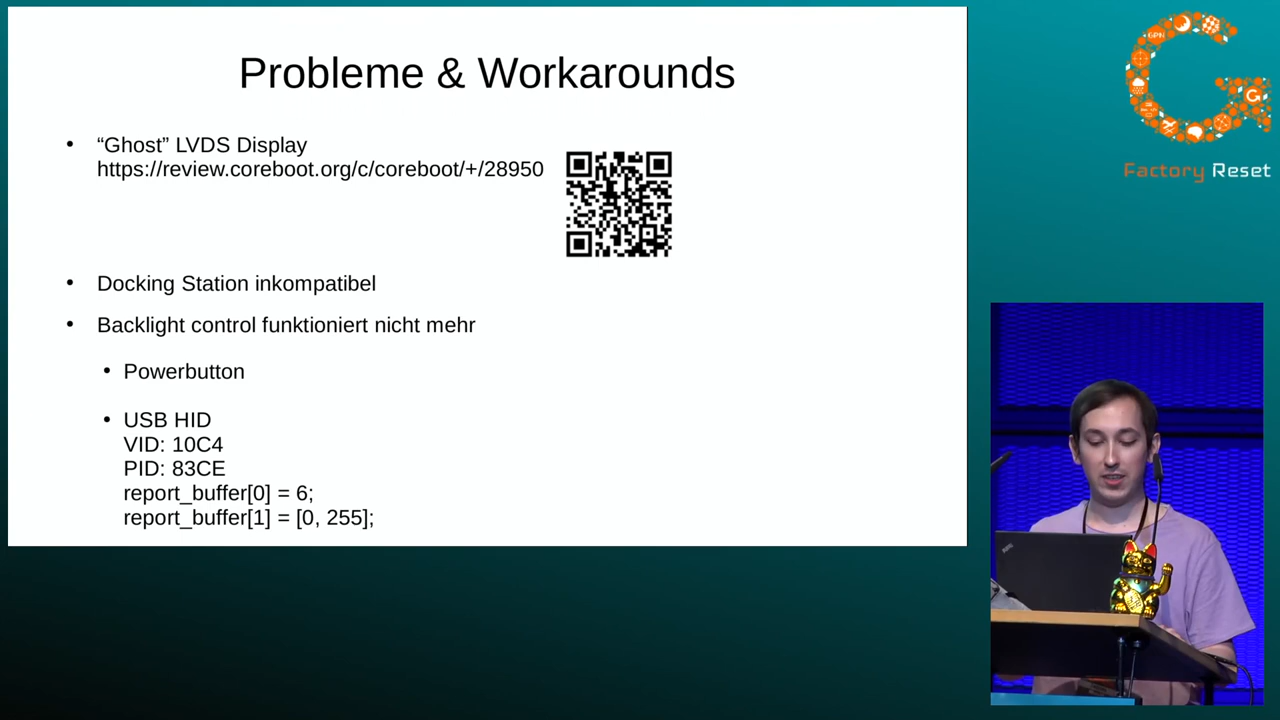 Probleme & Workarounds
“Ghost” LVDS Display
https://review.coreboot.org/c/coreboot/+/28950
Docking Station inkompatibel
Backlight control funktioniert nicht mehr
Powerbutton
USB HID
VID: 10C4
PID: 83CE
report_buffer[0] = 6;
report_buffer[1] = [0, 255];
GPN
Factory Reset